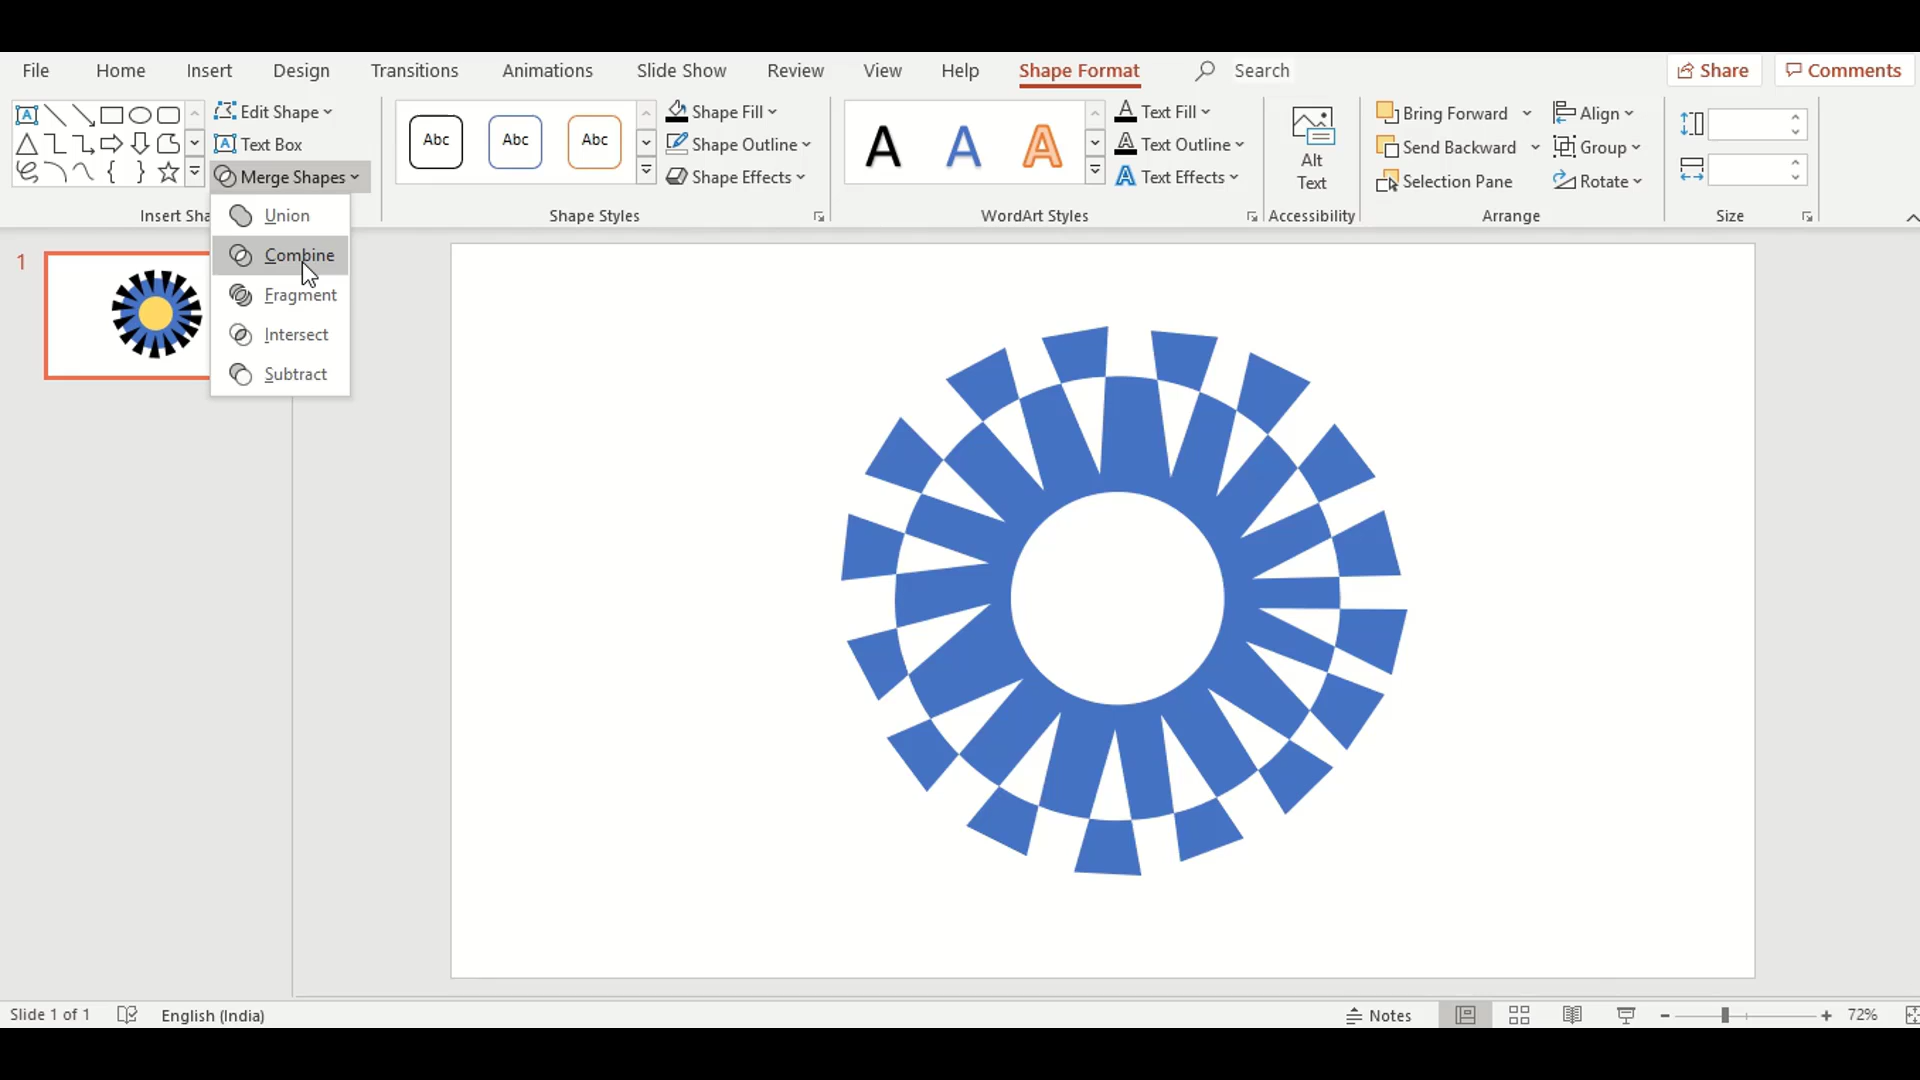 File Home Insert Design Transitions Animations Slide Show Review View Help Shape Format Search Share Comments
Edit Shape
Text Box
Merge Shapes
Insert Sha
Union
Combine
Fragment
Intersect
Subtract
Abc Abc Abc
Shape Fill
Shape Outline
Shape Effects
Shape Styles
A A A
Text Fill
Text Outline
Text Effects
WordArt Styles
Alt
Text
Accessibility
Bring Forward
Send Backward
Selection Pane
Align
Group
Rotate
Arrange
Size
1
Slide 1 of 1 English (India) Notes 72%